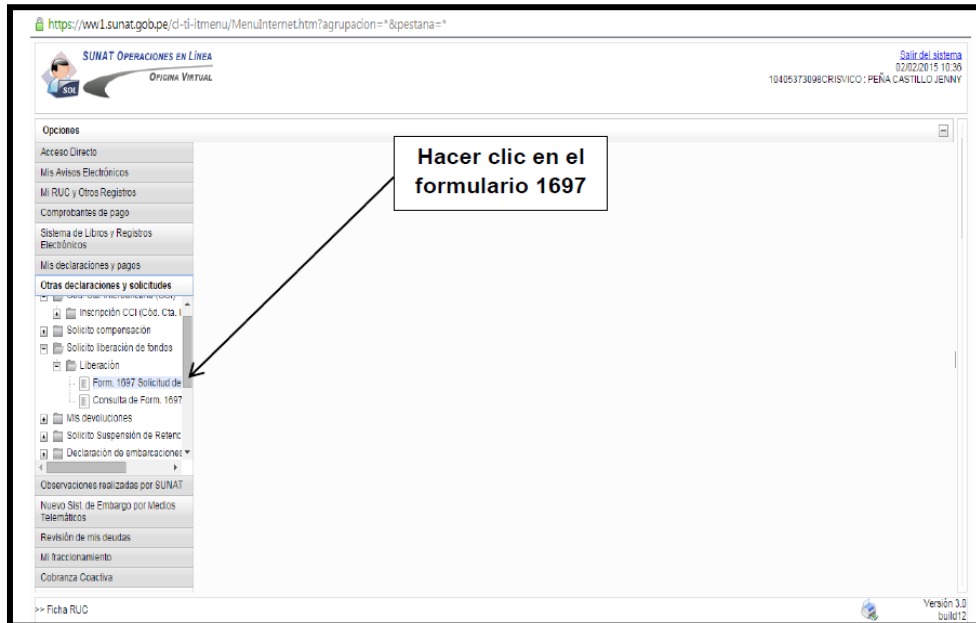 https://ww1.sunat.gob.pe/cl-ti-itmenu/MenuInternet.htm?agrupacion=*&pestana=*
SUNAT OPERACIONES EN LÍNEA
OFICINA VIRTUAL
SOL
Salir del sistema
02/02/2015 10:36
10405373098CRISVICO : PEÑA CASTILLO JENNY
Opciones
Acceso Directo
Mis Avisos Electrónicos
Mi RUC y Otros Registros
Comprobantes de pago
Sistema de Libros y Registros
Electrónicos
Mis declaraciones y pagos
Otras declaraciones y solicitudes
Inscripción CCI (Cód. Cta. I
Solicito compensación
Solicito liberación de fondos
Liberación
Form. 1697 Solicitud de
Consulta de Form. 1697
Mis devoluciones
Solicito Suspensión de Retenc
Declaración de embarcaciones
Observaciones realizadas por SUNAT
Nuevo Sist. de Embargo por Medios
Telemáticos
Revisión de mis deudas
Mi fraccionamiento
Cobranza Coactiva
Hacer clic en el
formulario 1697
>> Ficha RUC
Versión 3.0
build12